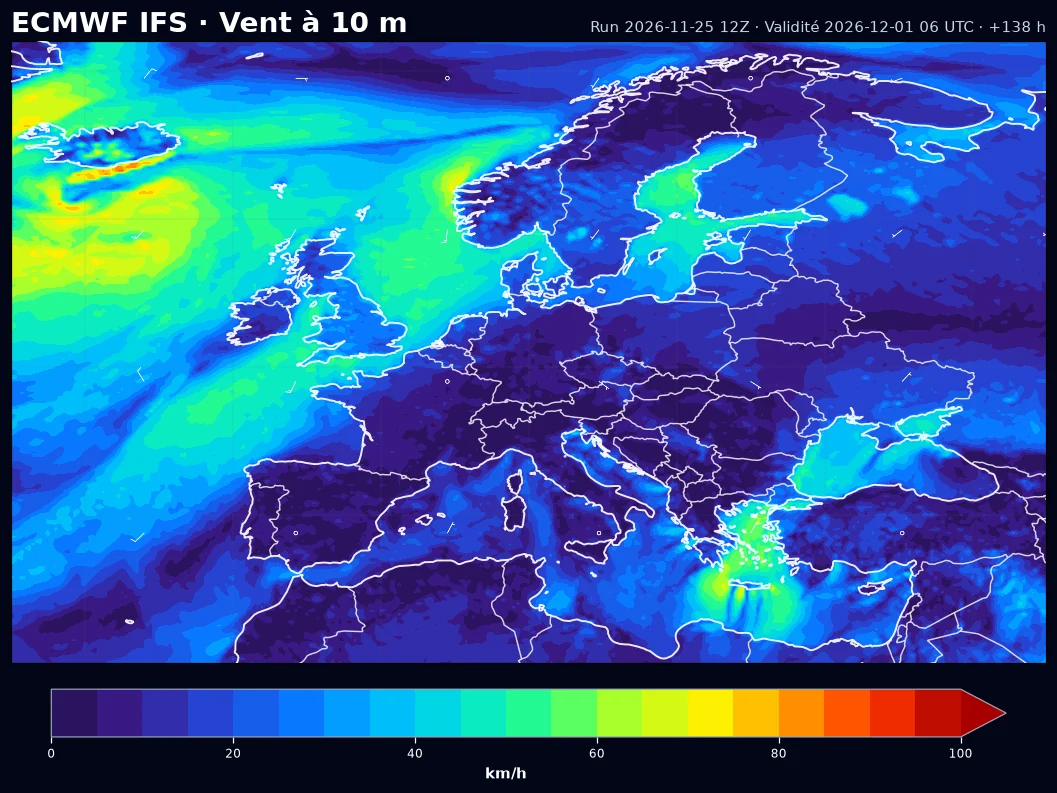 ECMWF IFS · Vent à 10 m
Run 2026-11-25 12Z · Validité 2026-12-01 06 UTC · +138 h
0 20 40 60 80 100
km/h